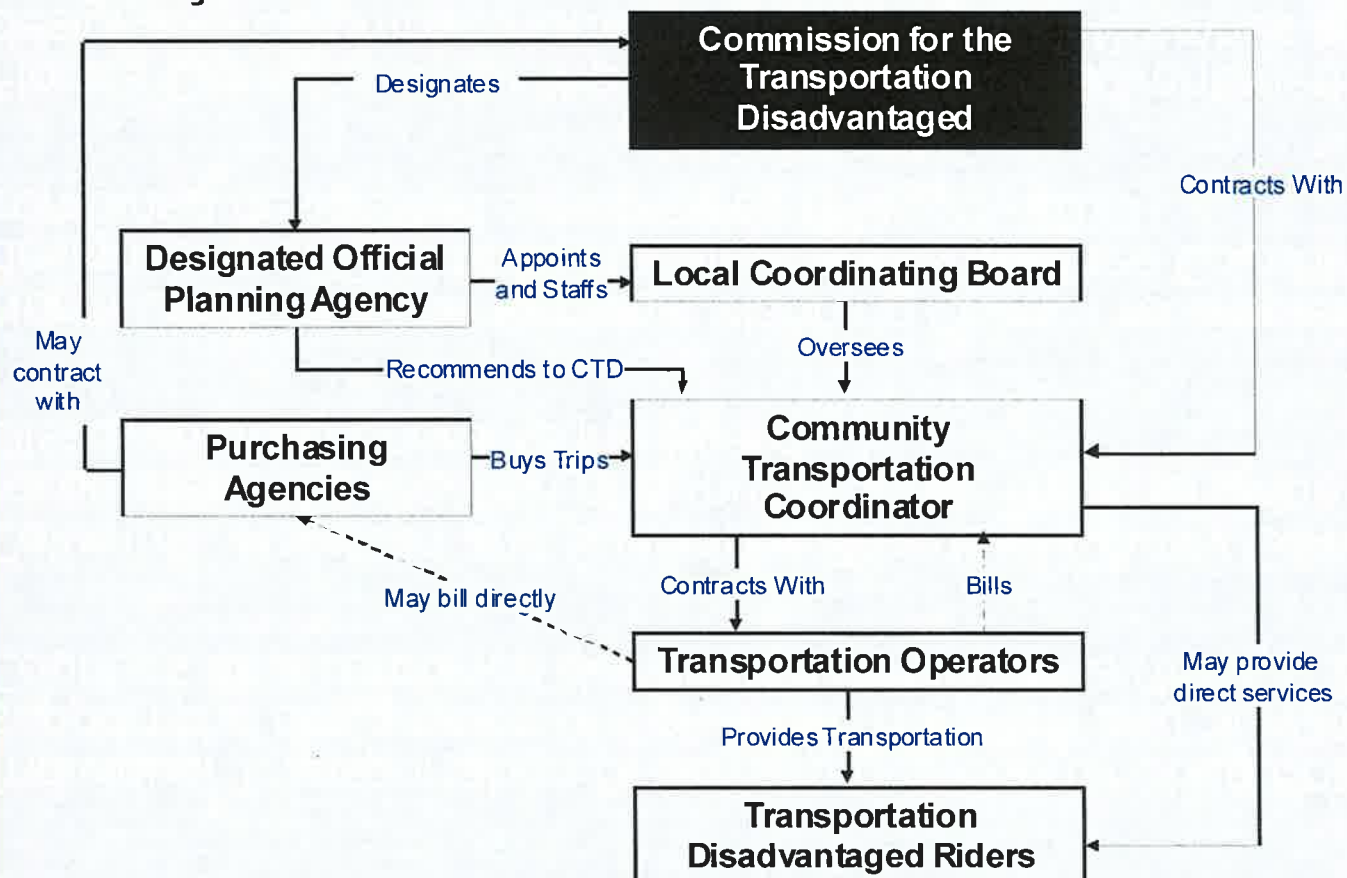 Commission for the
Transportation
Disadvantaged
Designates
Contracts With
Designated Official
Planning Agency
Appoints
and Staffs
Local Coordinating Board
May
contract
with
Oversees
Recommends to CTD
Purchasing
Agencies
Buys Trips
Community
Transportation
Coordinator
May bill directly
Contracts With
Bills
Transportation Operators
May provide
direct services
Provides Transportation
Transportation
Disadvantaged Riders